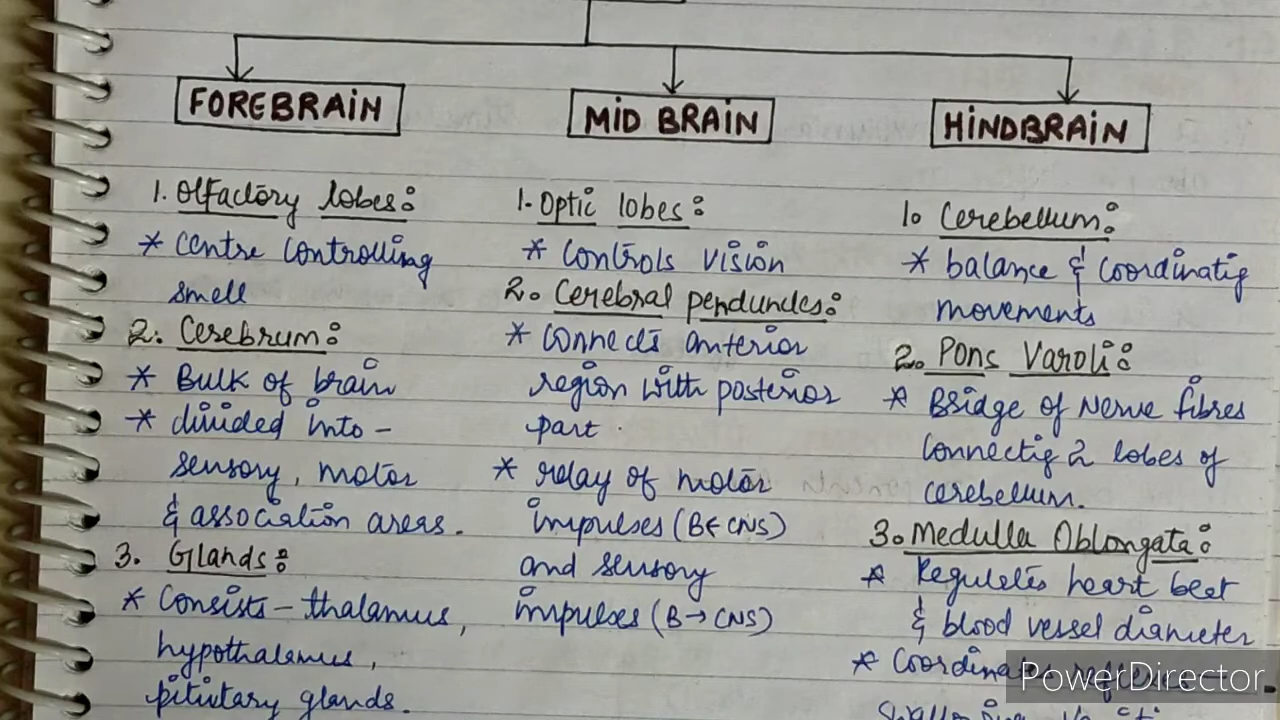 FOREBRAIN
1. Olfactory lobes:
* centre controlling
smell
2. Cerebrum:
* Bulk of brain
* divided into -
sensory, motor
& association areas.
3. Glands:
* Consists - thalamus,
hypothalamus,
pitutary glands.
MID BRAIN
1. Optic lobes:
* controls vision
2. Cerebral penduncles:
* connects anterior
region with posterior
part.
* relay of motor
impulses (B← CNS)
and sensory
impulses (B→ CNS)
HINDBRAIN
1. Cerebellum:
* balance & coordinatig
movements
2. Pons Varoli:
* Bridge of Nerve fibres
connectig 2 lobes of
cerebellum.
3. Medulla Oblongata:
* Regulates heart beat
& blood vessel diameter
* Coordinates reflexes -
PowerDirector